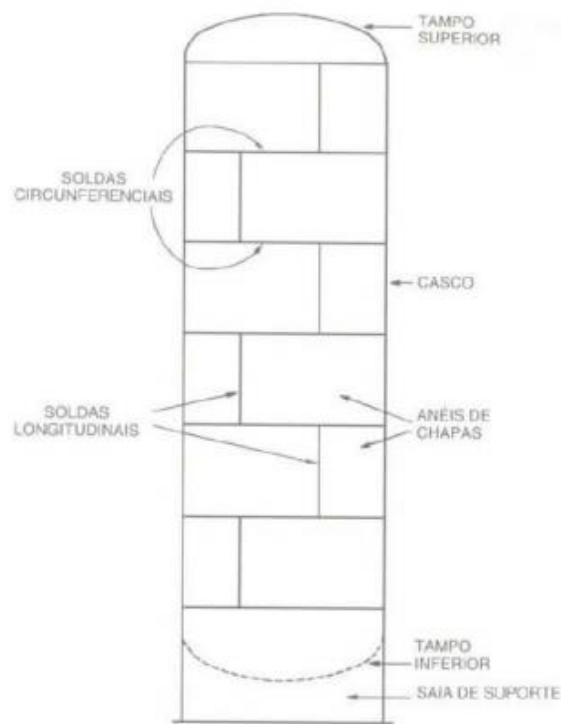 TAMPO
SUPERIOR
SOLDAS
CIRCUNFERENCIAIS
CASCO
SOLDAS
LONGITUDINAIS
ANÉIS DE
CHAPAS
TAMPO
INFERIOR
SAIA DE SUPORTE